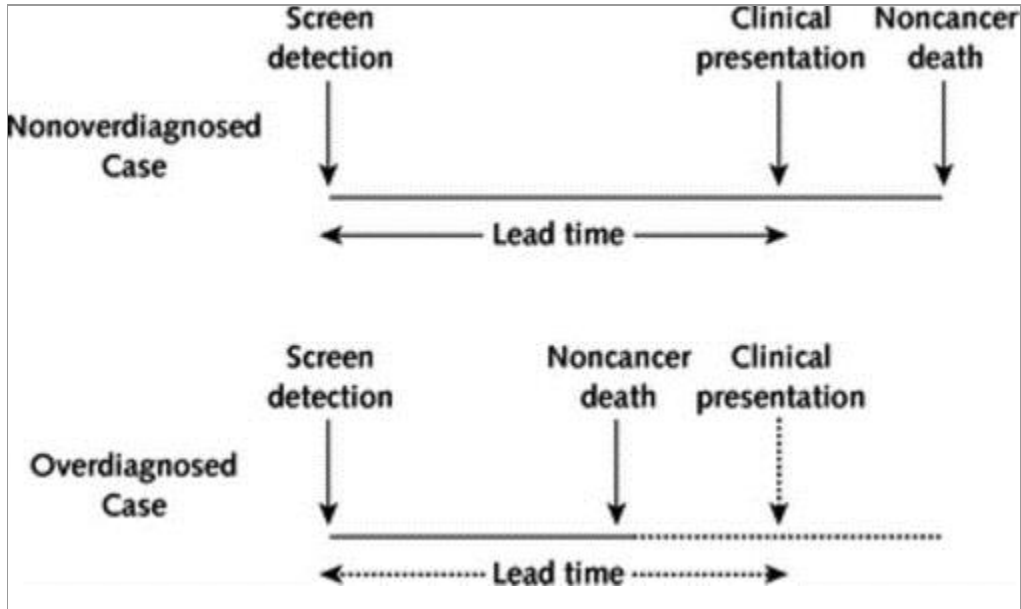 Screen
detection
Clinical
presentation
Noncancer
death
Nonoverdiagnosed
Case
Lead time
Screen
detection
Noncancer
death
Clinical
presentation
Overdiagnosed
Case
Lead time